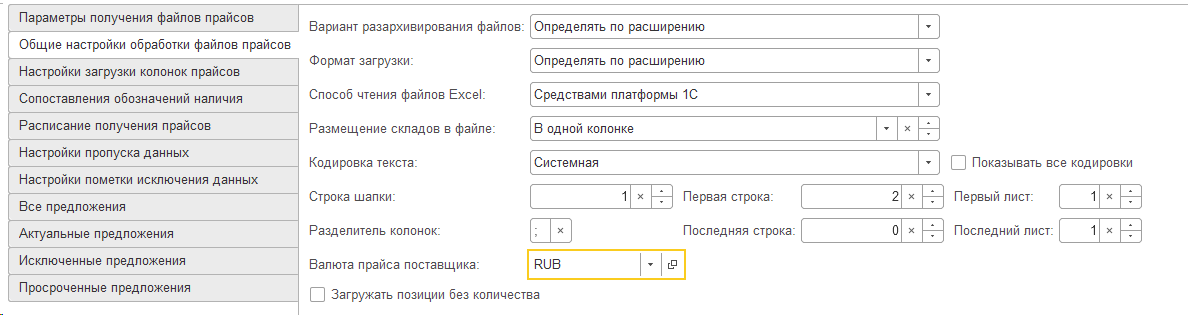 Параметры получения файлов прайсов
Общие настройки обработки файлов прайсов
Настройки загрузки колонок прайсов
Сопоставления обозначений наличия
Расписание получения прайсов
Настройки пропуска данных
Настройки пометки исключения данных
Все предложения
Актуальные предложения
Исключенные предложения
Просроченные предложения
Вариант разархивирования файлов: Определять по расширению
Формат загрузки: Определять по расширению
Способ чтения файлов Excel: Средствами платформы 1С
Размещение складов в файле: В одной колонке
Кодировка текста: Системная Показывать все кодировки
Строка шапки: 1 Первая строка: 2 Первый лист: 1
Разделитель колонок: ; Последняя строка: 0 Последний лист: 1
Валюта прайса поставщика: RUB
Загружать позиции без количества